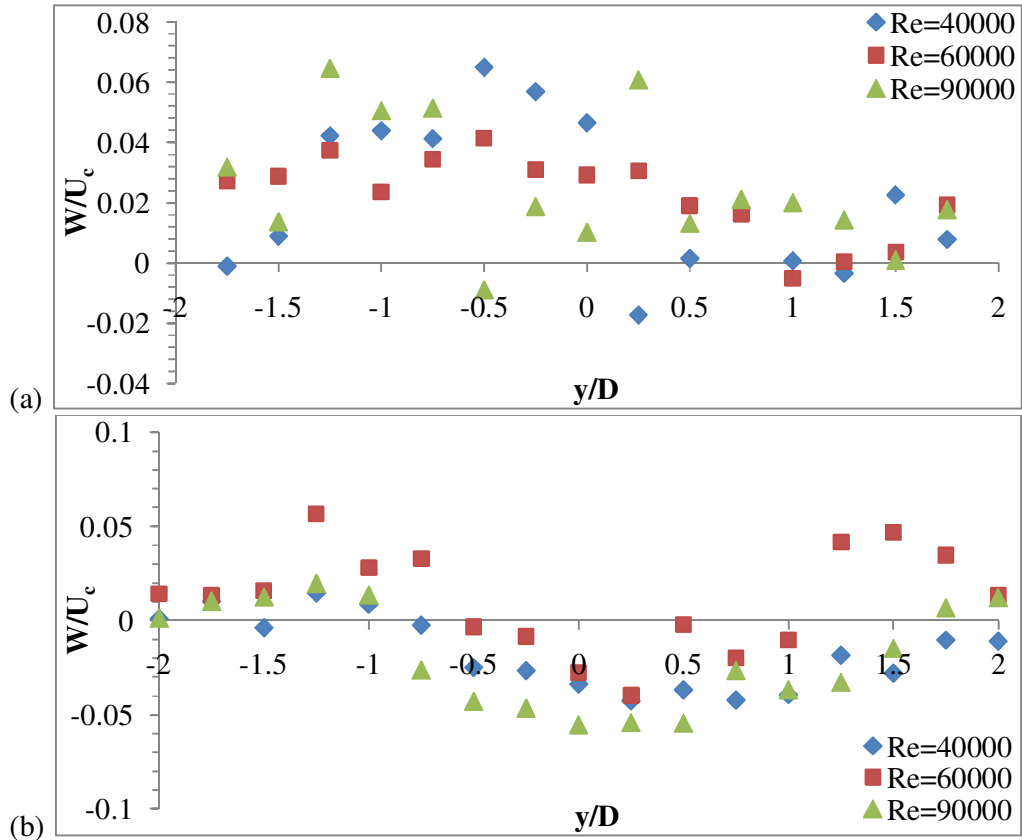 0.08
0.06
0.04
0.02
0
-0.02
-0.04
W/Uc
-2 -1.5 -1 -0.5 0 0.5 1 1.5 2
y/D
Re=40000
Re=60000
Re=90000
(a)
0.1
0.05
0
-0.05
-0.1
W/Uc
-2 -1.5 -1 -0.5 0 0.5 1 1.5 2
y/D
Re=40000
Re=60000
Re=90000
(b)